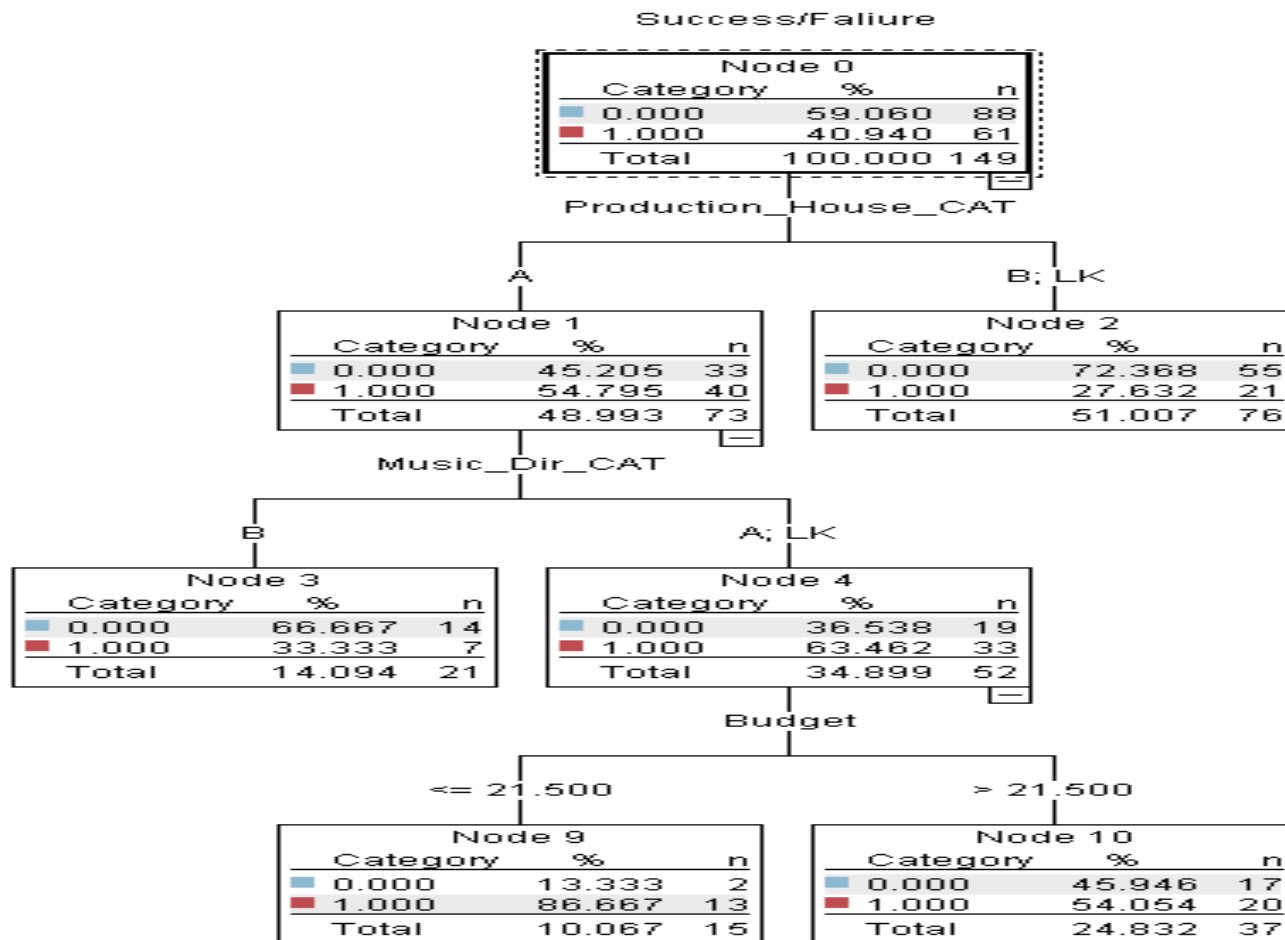 Success/Faliure
Node 0
Category % n
0.000 59.060 88
1.000 40.940 61
Total 100.000 149
Production_House_CAT
A
B; LK
Node 1
Category % n
0.000 45.205 33
1.000 54.795 40
Total 48.993 73
Node 2
Category % n
0.000 72.368 55
1.000 27.632 21
Total 51.007 76
Music_Dir_CAT
B
A; LK
Node 3
Category % n
0.000 66.667 14
1.000 33.333 7
Total 14.094 21
Node 4
Category % n
0.000 36.538 19
1.000 63.462 33
Total 34.899 52
Budget
<= 21.500
> 21.500
Node 9
Category % n
0.000 13.333 2
1.000 86.667 13
Total 10.067 15
Node 10
Category % n
0.000 45.946 17
1.000 54.054 20
Total 24.832 37